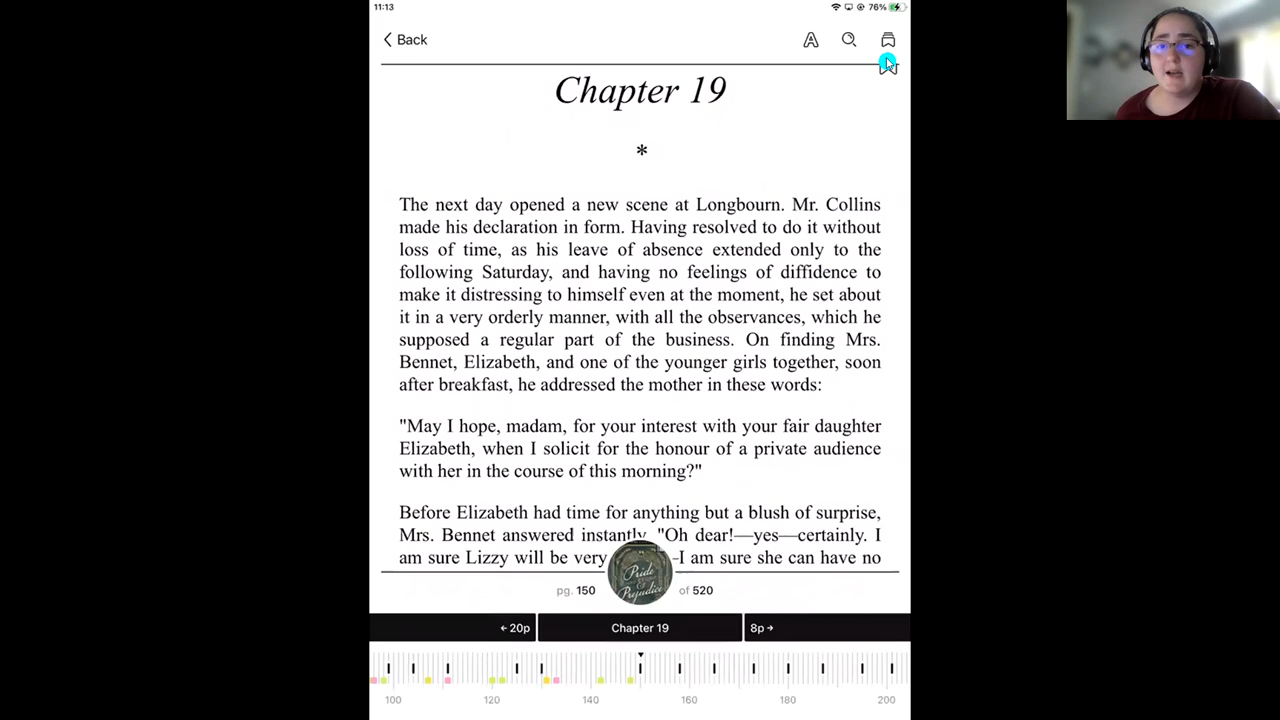 11:13
76%
Back
Chapter 19
*
The next day opened a new scene at Longbourn. Mr. Collins
made his declaration in form. Having resolved to do it without
loss of time, as his leave of absence extended only to the
following Saturday, and having no feelings of diffidence to
make it distressing to himself even at the moment, he set about
it in a very orderly manner, with all the observances, which he
supposed a regular part of the business. On finding Mrs.
Bennet, Elizabeth, and one of the younger girls together, soon
after breakfast, he addressed the mother in these words:
"May I hope, madam, for your interest with your fair daughter
Elizabeth, when I solicit for the honour of a private audience
with her in the course of this morning?"
Before Elizabeth had time for anything but a blush of surprise,
Mrs. Bennet answered instantly, "Oh dear!—yes—certainly. I
am sure Lizzy will be very —I am sure she can have no
Pride
&
Prejudice
pg. 150 of 520
←20p Chapter 19 8p→
100 120 140 160 180 200